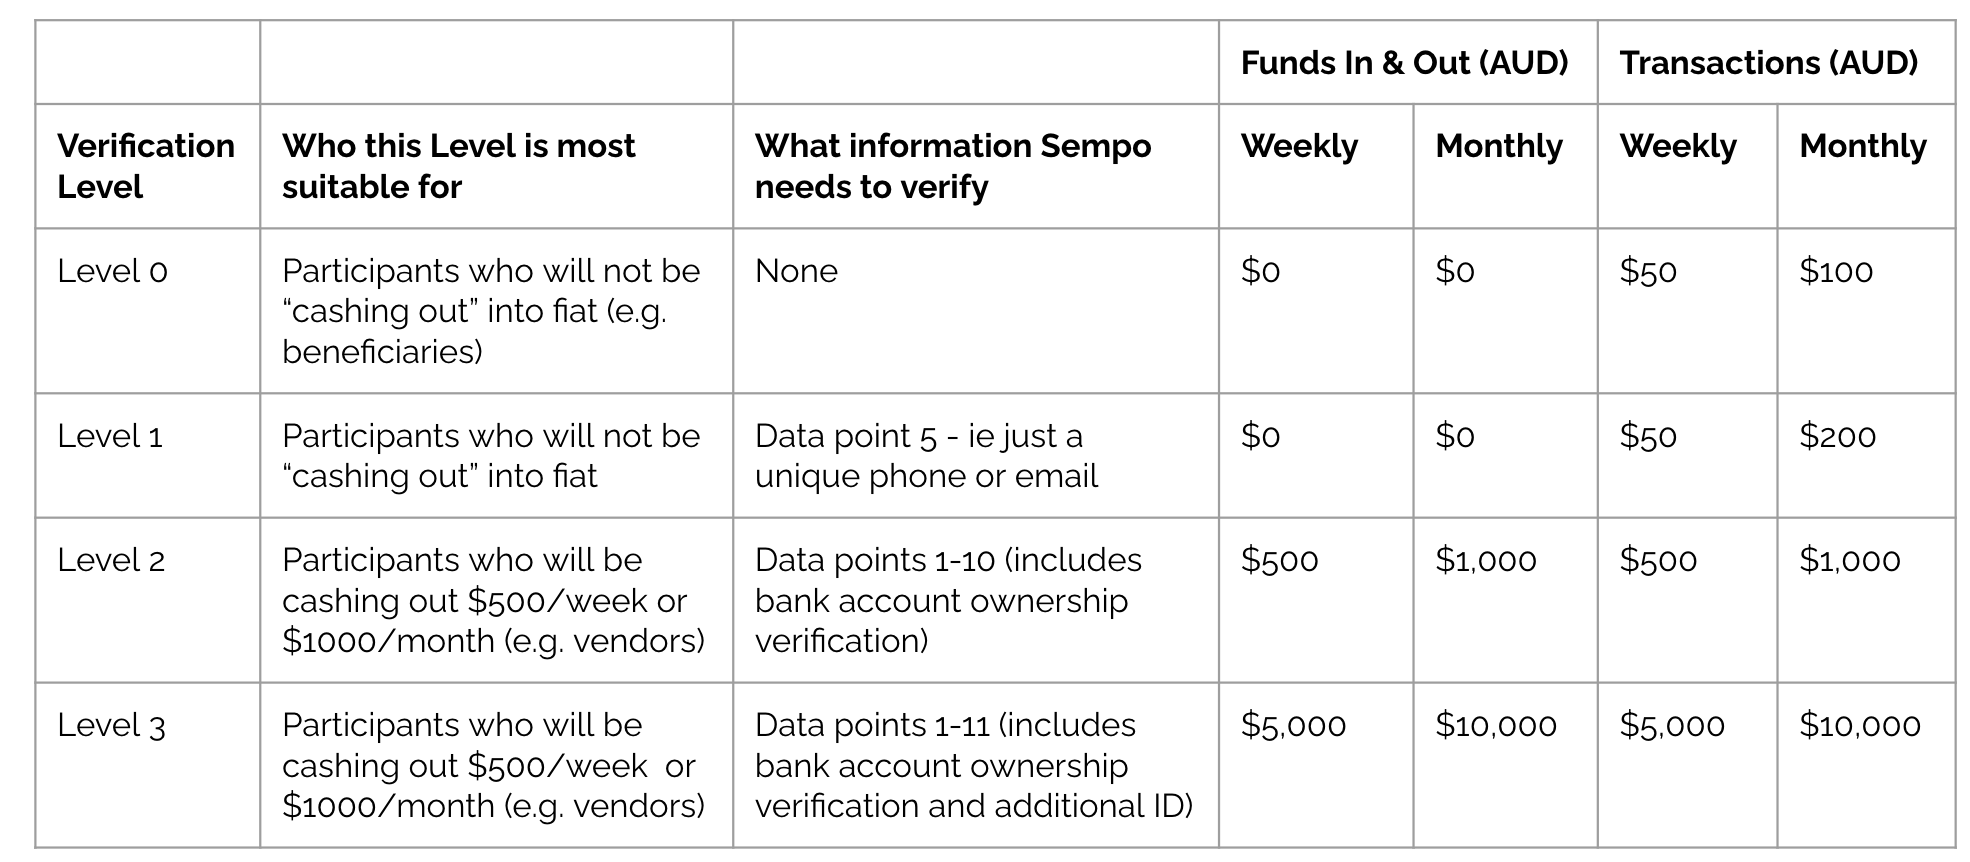 Funds In & Out (AUD) Transactions (AUD)
Verification Level
Who this Level is most suitable for
What information Sempo needs to verify
Weekly
Monthly
Weekly
Monthly
Level 0
Participants who will not be
“cashing out” into fiat (e.g.
beneficiaries)
None
$0
$0
$50
$100
Level 1
Participants who will not be
“cashing out” into fiat
Data point 5 - ie just a
unique phone or email
$0
$0
$50
$200
Level 2
Participants who will be
cashing out $500/week or
$1000/month (e.g. vendors)
Data points 1-10 (includes
bank account ownership
verification)
$500
$1,000
$500
$1,000
Level 3
Participants who will be
cashing out $500/week  or
$1000/month (e.g. vendors)
Data points 1-11 (includes
bank account ownership
verification and additional ID)
$5,000
$10,000
$5,000
$10,000